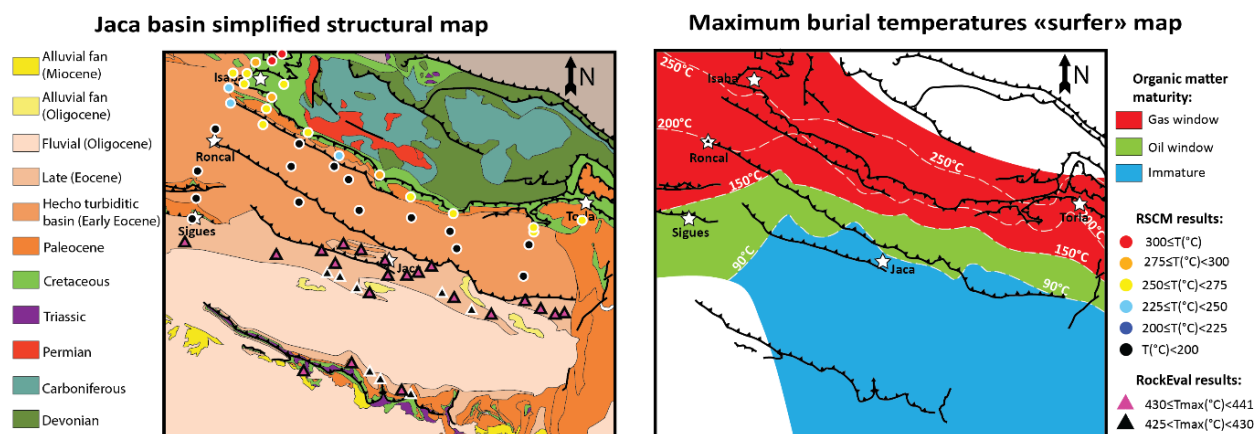 Jaca basin simplified structural map
Alluvial fan
(Miocene)
Alluvial fan
(Oligocene)
Fluvial (Oligocene)
Late (Eocene)
Hecho turbiditic
basin (Early Eocene)
Paleocene
Cretaceous
Triassic
Permian
Carboniferous
Devonian
N
Isaba
Roncal
Sigues
Jaca
Torla
Maximum burial temperatures «surfer» map
N
250°C
Isaba
200°C
Roncal
250°C
150°C
Torla
Sigues
150°C
90°C
Jaca
90°C
Organic matter
maturity:
Gas window
Oil window
Immature
RSCM results:
300≤T(°C)
275≤T(°C)<300
250≤T(°C)<275
225≤T(°C)<250
200≤T(°C)<225
T(°C)<200
RockEval results:
430≤Tmax(°C)<441
425<Tmax(°C)<430